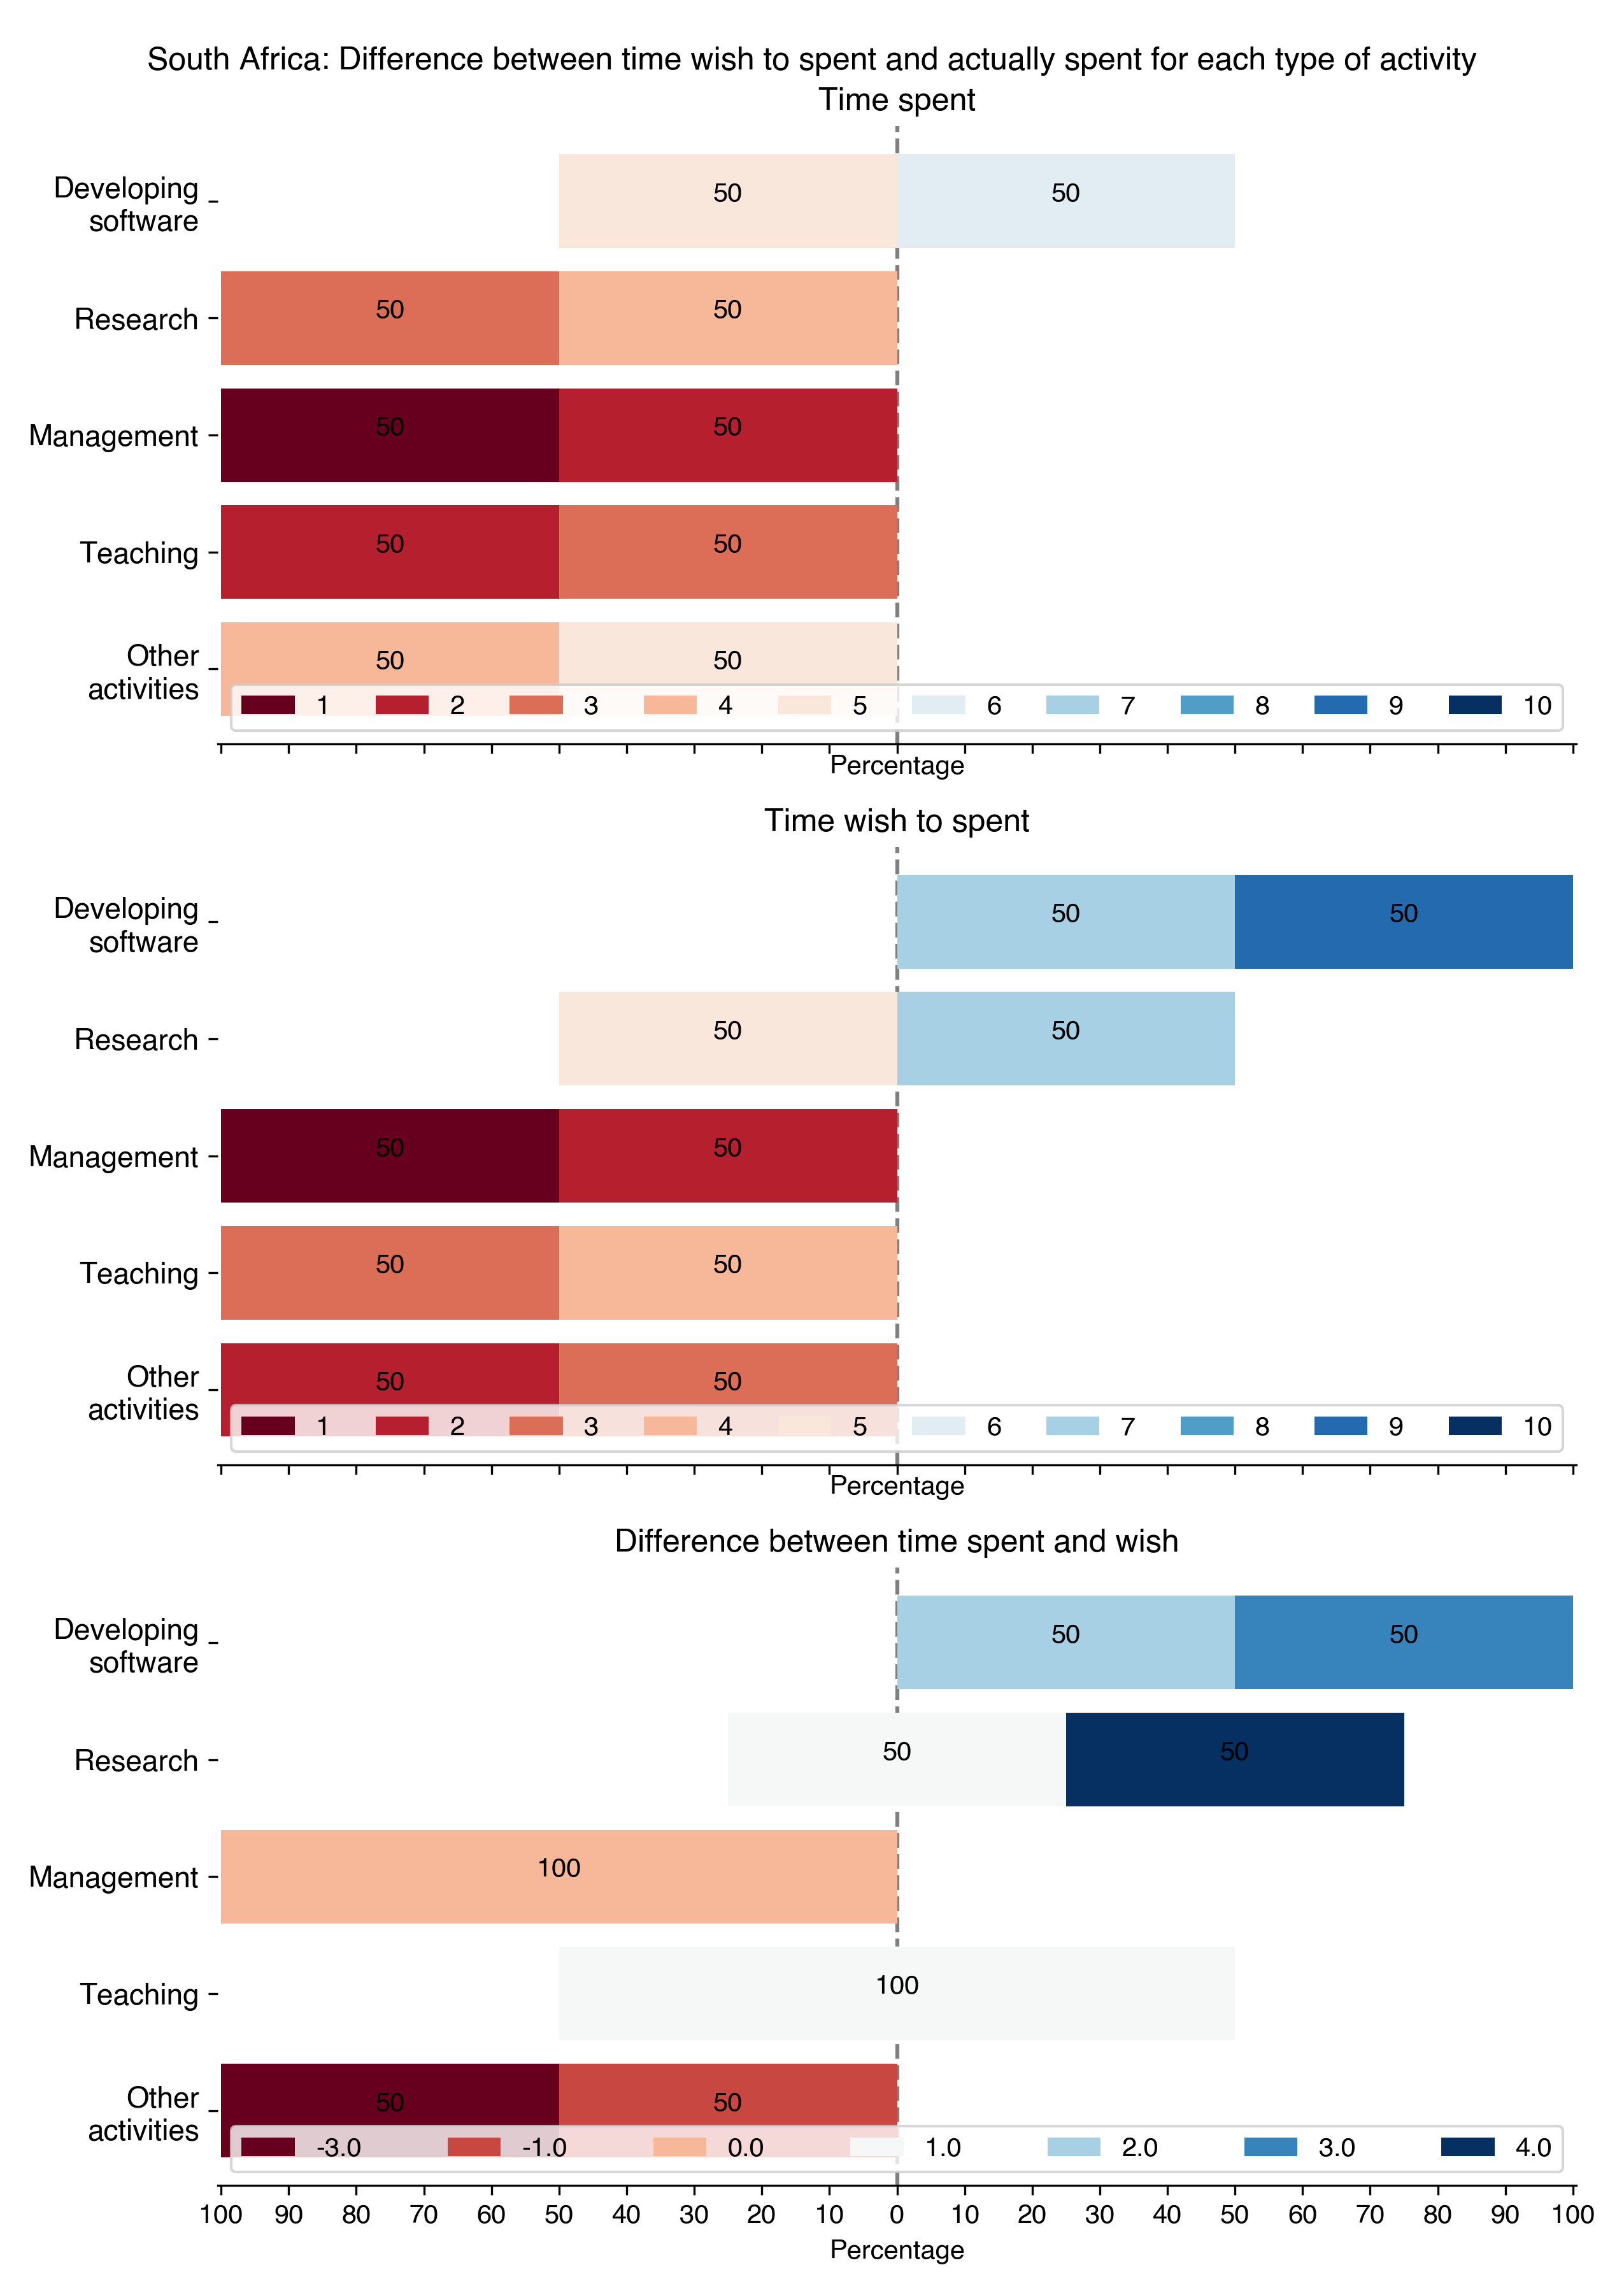 South Africa: Difference between time wish to spent and actually spent for each type of activity
Time spent
Developing
software
50 50
Research
50 50
Management
50 50
Teaching
50 50
Other
activities
50 50
1 2 3 4 5 6 7 8 9 10
Percentage
Time wish to spent
Developing
software
50 50
Research
50 50
Management
50 50
Teaching
50 50
Other
activities
50 50
1 2 3 4 5 6 7 8 9 10
Percentage
Difference between time spent and wish
Developing
software
50 50
Research
50 50
Management
100
Teaching
100
Other
activities
50 50
-3.0 -1.0 0.0 1.0 2.0 3.0 4.0
100 90 80 70 60 50 40 30 20 10 0 10 20 30 40 50 60 70 80 90 100
Percentage